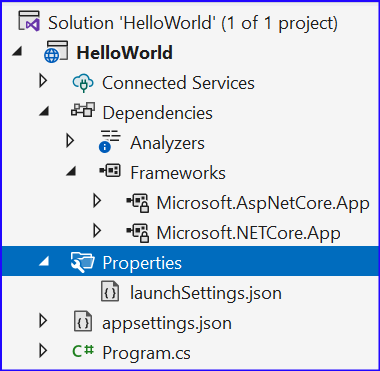 Solution 'HelloWorld' (1 of 1 project)
HelloWorld
Connected Services
Dependencies
Analyzers
Frameworks
Microsoft.AspNetCore.App
Microsoft.NETCore.App
Properties
launchSettings.json
appsettings.json
C# Program.cs